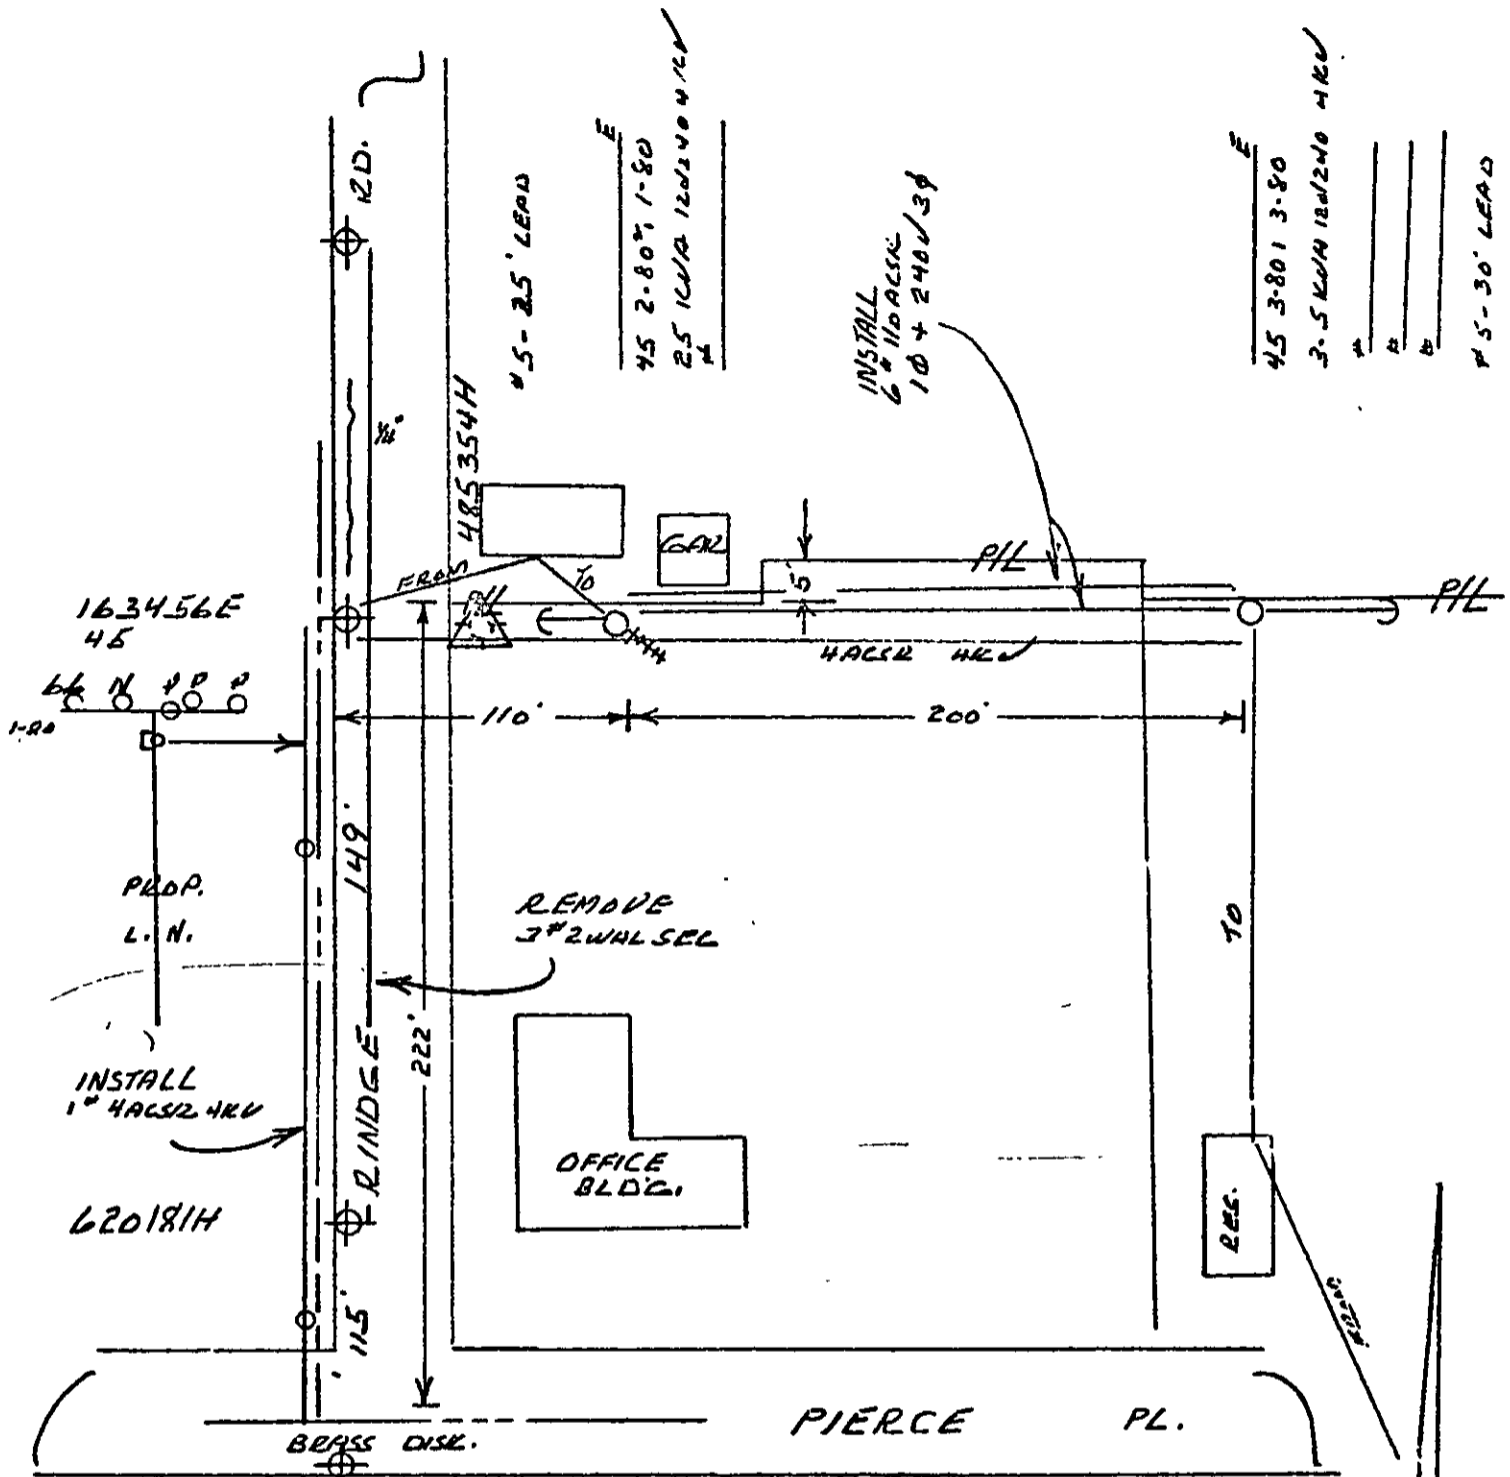 RD.
#5-25' LEAD
E
45 2-80
1-80
25 KVA 120/240 4 KV
INSTALL
6 # 1/0 ACSR
1Ø + 240V 3Ø
E
45 3-80 1 3-80
3-5 KVA 120/240 4KV
#
#
#
#5-30' LEAD
1/4"
485354H
FROM
TO
GAR
5'
P/L
P/L
4ACSR 4KV
163456E
45
N P P P
110'
200'
PROP.
L.N.
149'
REMOVE
3#2 WAL SEC
222'
INSTALL
1# 4ACSR 4KV
RINDGE
620181H
OFFICE
BLDG.
TO
RES.
115'
PIERCE PL.
BRASS DISK.